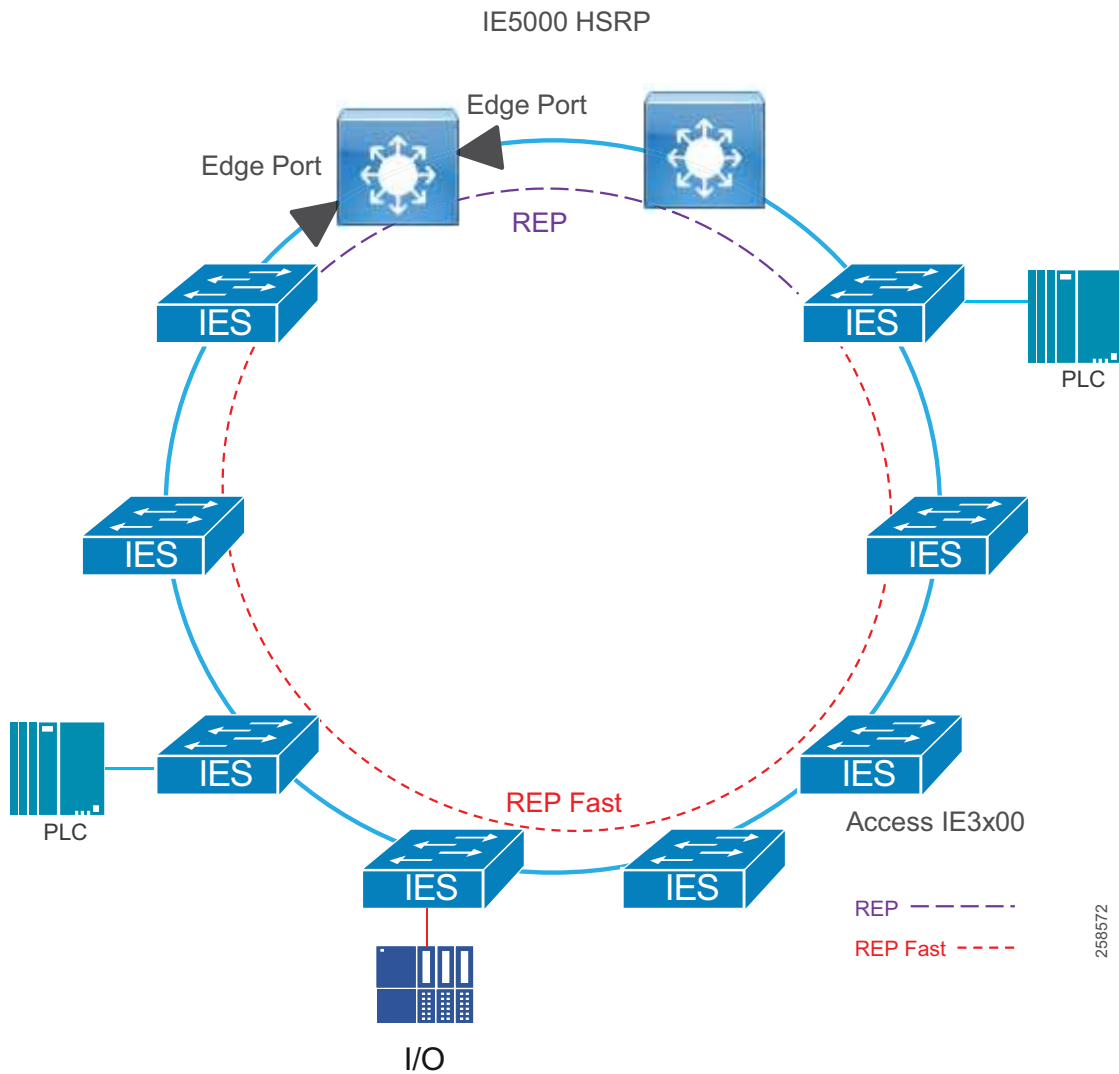 IE5000 HSRP
Edge Port
Edge Port
REP
IES
IES
PLC
IES
IES
IES
PLC
REP Fast
IES
Access IE3x00
IES
IES
REP
REP Fast
258572
I/O